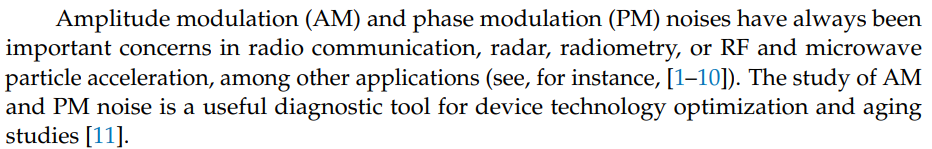 Amplitude modulation (AM) and phase modulation (PM) noises have always been
important concerns in radio communication, radar, radiometry, or RF and microwave
particle acceleration, among other applications (see, for instance, [1–10]). The study of AM
and PM noise is a useful diagnostic tool for device technology optimization and aging
studies [11].